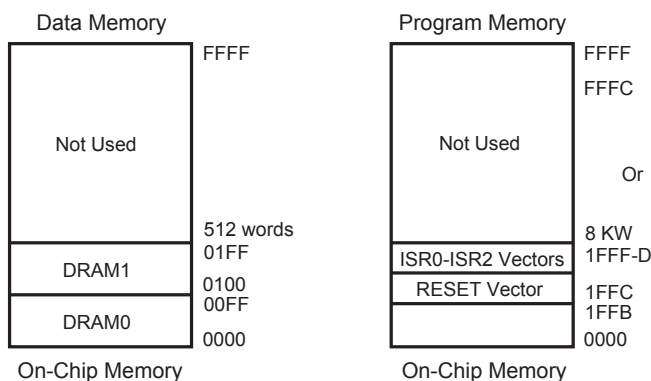 Data Memory
FFFF
Not Used
512 words
01FF
DRAM1
0100
00FF
DRAM0
0000
On-Chip Memory
Program Memory
FFFF
FFFC
Not Used
Or
8 KW
ISR0-ISR2 Vectors
1FFF-D
RESET Vector
1FFC
1FFB
0000
On-Chip Memory